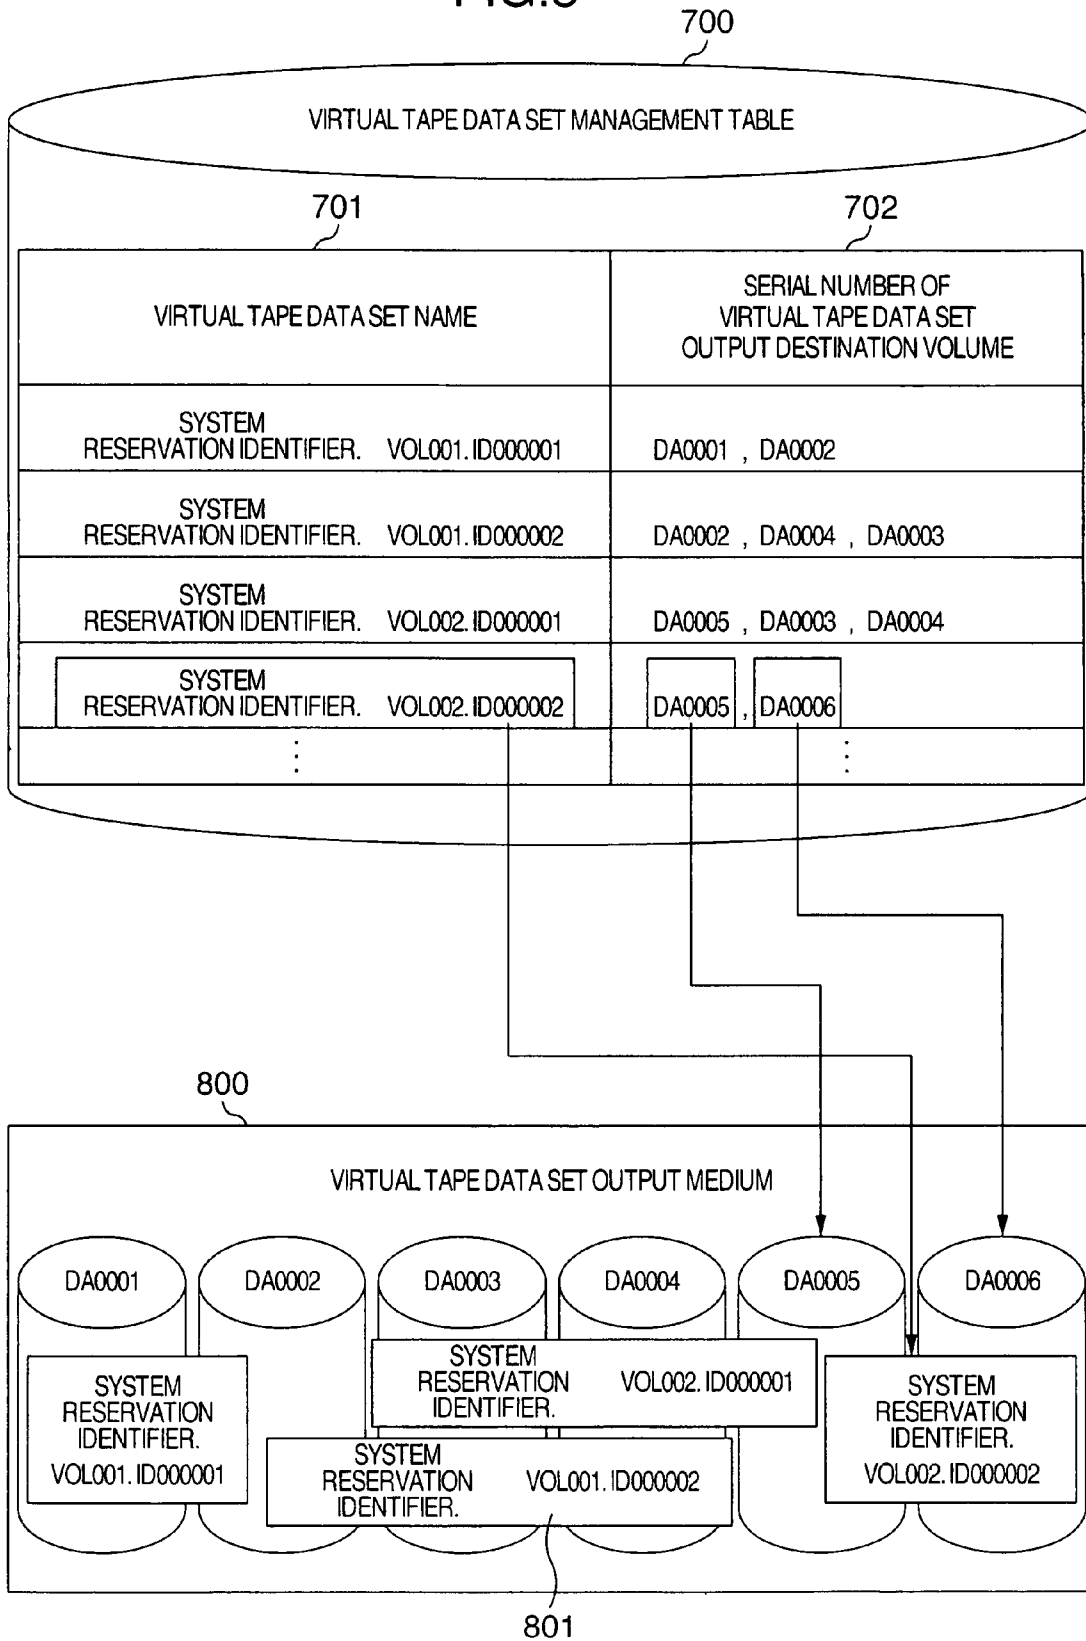 700
VIRTUAL TAPE DATA SET MANAGEMENT TABLE
701
702
VIRTUAL TAPE DATA SET NAME
SERIAL NUMBER OF
VIRTUAL TAPE DATA SET
OUTPUT DESTINATION VOLUME
SYSTEM
RESERVATION IDENTIFIER. VOL001. ID000001
DA0001 , DA0002
SYSTEM
RESERVATION IDENTIFIER. VOL001. ID000002
DA0002 , DA0004 , DA0003
SYSTEM
RESERVATION IDENTIFIER. VOL002. ID000001
DA0005 , DA0003 , DA0004
SYSTEM
RESERVATION IDENTIFIER. VOL002. ID000002
DA0005 , DA0006
800
VIRTUAL TAPE DATA SET OUTPUT MEDIUM
DA0001
DA0002
DA0003
DA0004
DA0005
DA0006
SYSTEM
RESERVATION
IDENTIFIER.
VOL001. ID000001
SYSTEM
RESERVATION VOL002. ID000001
IDENTIFIER.
SYSTEM
RESERVATION VOL001. ID000002
IDENTIFIER.
SYSTEM
RESERVATION
IDENTIFIER.
VOL002. ID000002
801